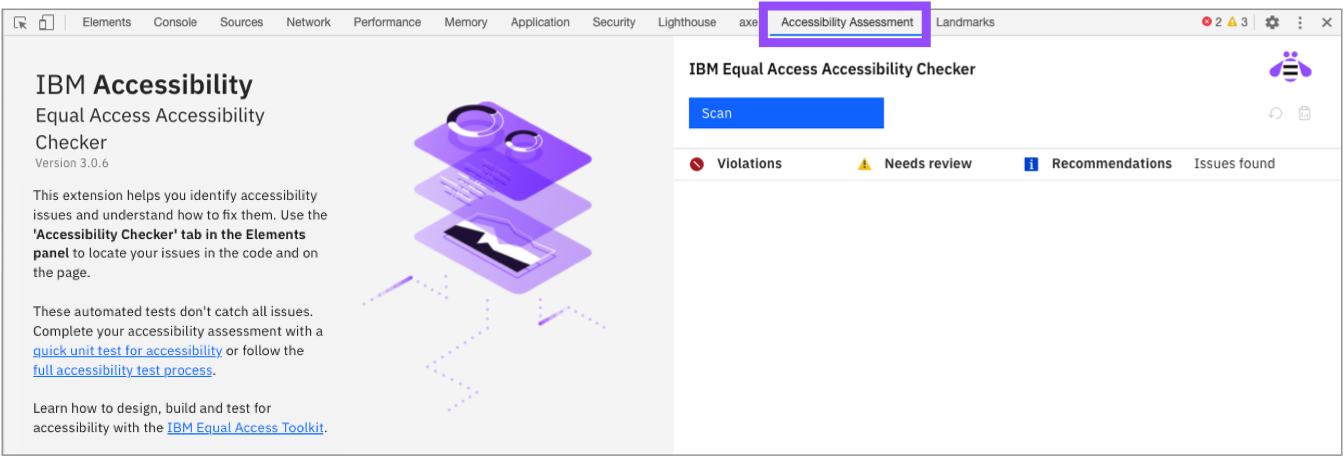 Elements Console Sources Network Performance Memory Application Security Lighthouse axe Accessibility Assessment Landmarks 2 3
IBM Accessibility
Equal Access Accessibility
Checker
Version 3.0.6
This extension helps you identify accessibility
issues and understand how to fix them. Use the
'Accessibility Checker' tab in the Elements
panel to locate your issues in the code and on
the page.
These automated tests don't catch all issues.
Complete your accessibility assessment with a
quick unit test for accessibility or follow the
full accessibility test process.
Learn how to design, build and test for
accessibility with the IBM Equal Access Toolkit.
IBM Equal Access Accessibility Checker
Scan
Violations Needs review Recommendations Issues found